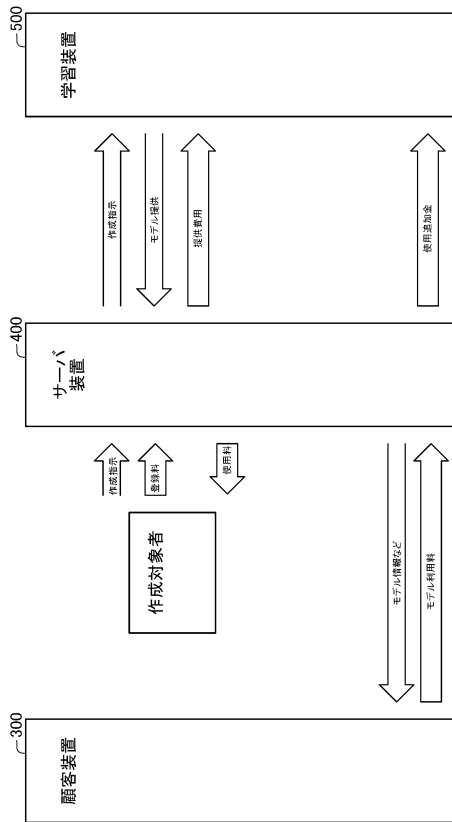 500
学習装置
作成指示
モデル提供
提供費用
使用追加金
400
サーバ
装置
作成指示
登録料
使用料
作成対象者
モデル情報など
モデル利用料
300
顧客装置